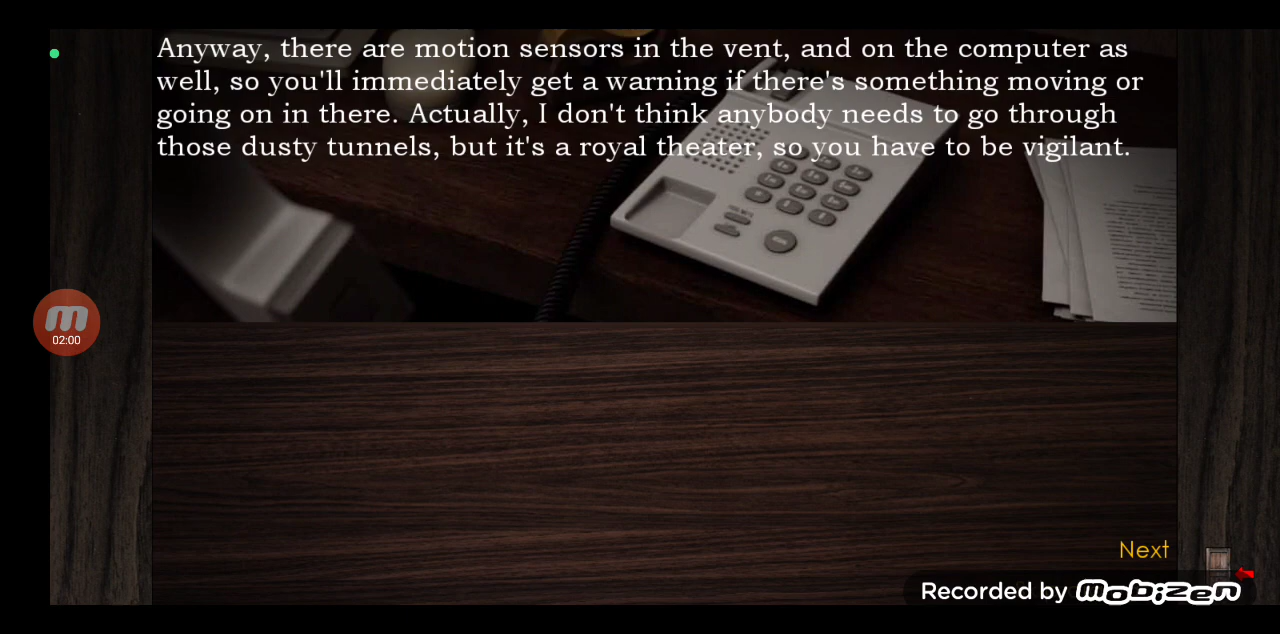 Anyway, there are motion sensors in the vent, and on the computer as
well, so you'll immediately get a warning if there's something moving or
going on in there. Actually, I don't think anybody needs to go through
those dusty tunnels, but it's a royal theater, so you have to be vigilant.
02:00
Next
Recorded by mobizen